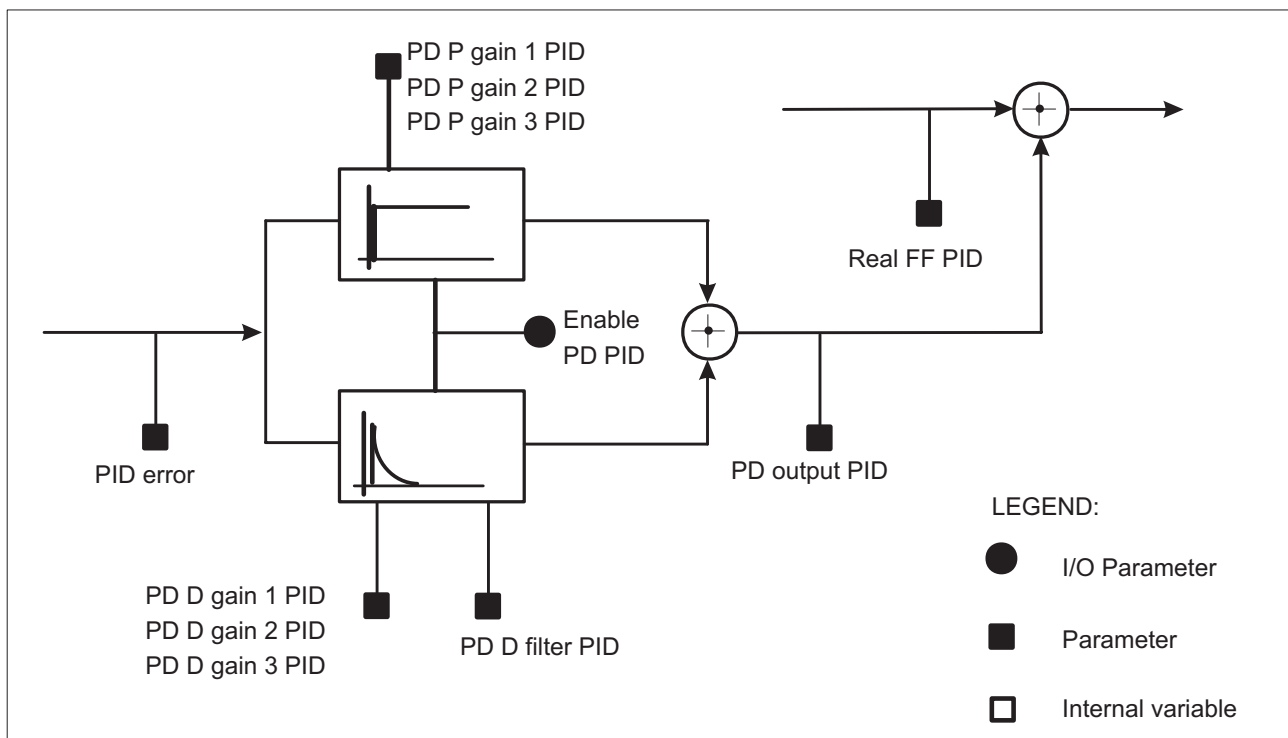 PD P gain 1 PID
PD P gain 2 PID
PD P gain 3 PID
Real FF PID
Enable
PD PID
PID error
PD output PID
PD D gain 1 PID
PD D gain 2 PID
PD D gain 3 PID
PD D filter PID
LEGEND:
I/O Parameter
Parameter
Internal variable